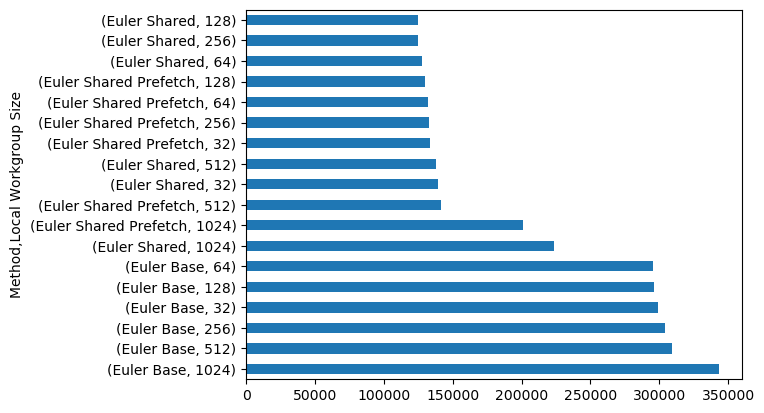 Method,Local Workgroup Size
(Euler Shared, 128)
(Euler Shared, 256)
(Euler Shared, 64)
(Euler Shared Prefetch, 128)
(Euler Shared Prefetch, 64)
(Euler Shared Prefetch, 256)
(Euler Shared Prefetch, 32)
(Euler Shared, 512)
(Euler Shared, 32)
(Euler Shared Prefetch, 512)
(Euler Shared Prefetch, 1024)
(Euler Shared, 1024)
(Euler Base, 64)
(Euler Base, 128)
(Euler Base, 32)
(Euler Base, 256)
(Euler Base, 512)
(Euler Base, 1024)
0 50000 100000 150000 200000 250000 300000 350000